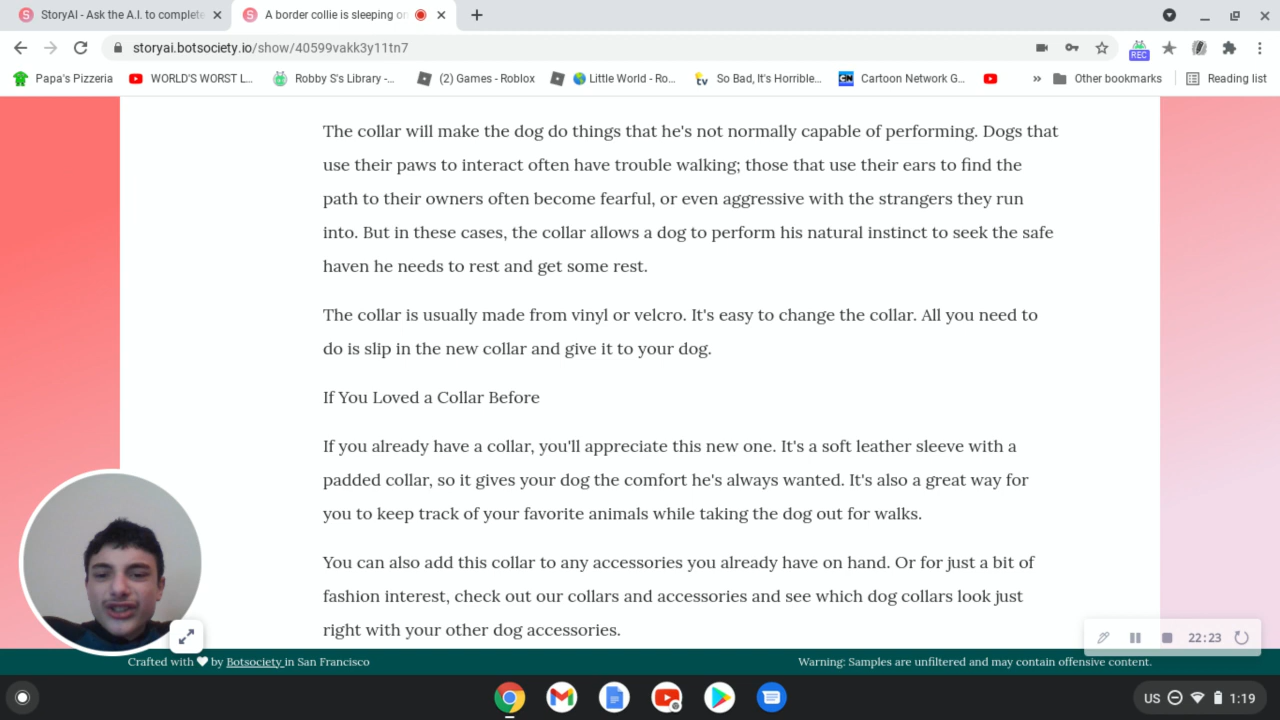 StoryAI - Ask the A.I. to complete
A border collie is sleeping on
storyai.botsociety.io/show/40599vakk3y11tn7
REC
Papa's Pizzeria
WORLD'S WORST L...
Robby S's Library -...
(2) Games - Roblox
Little World - Ro...
So Bad, It's Horrible...
Cartoon Network G...
»
Other bookmarks
Reading list
The collar will make the dog do things that he's not normally capable of performing. Dogs that
use their paws to interact often have trouble walking; those that use their ears to find the
path to their owners often become fearful, or even aggressive with the strangers they run
into. But in these cases, the collar allows a dog to perform his natural instinct to seek the safe
haven he needs to rest and get some rest.
The collar is usually made from vinyl or velcro. It's easy to change the collar. All you need to
do is slip in the new collar and give it to your dog.
If You Loved a Collar Before
If you already have a collar, you'll appreciate this new one. It's a soft leather sleeve with a
padded collar, so it gives your dog the comfort he's always wanted. It's also a great way for
you to keep track of your favorite animals while taking the dog out for walks.
You can also add this collar to any accessories you already have on hand. Or for just a bit of
fashion interest, check out our collars and accessories and see which dog collars look just
right with your other dog accessories.
22:23
Crafted with ❤ by Botsociety in San Francisco
Warning: Samples are unfiltered and may contain offensive content.
US
1:19